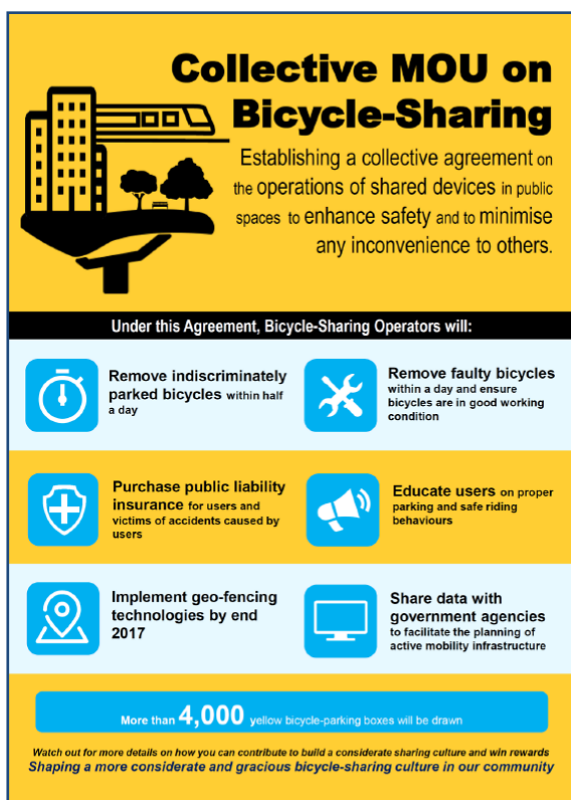 Collective MOU on
Bicycle-Sharing
Establishing a collective agreement on
the operations of shared devices in public
spaces to enhance safety and to minimise
any inconvenience to others.
Under this Agreement, Bicycle-Sharing Operators will:
Remove indiscriminately
parked bicycles within half
a day
Remove faulty bicycles
within a day and ensure
bicycles are in good working
condition
Purchase public liability
insurance for users and
victims of accidents caused by
users
Educate users on proper
parking and safe riding
behaviours
Implement geo-fencing
technologies by end
2017
Share data with
government agencies
to facilitate the planning of
active mobility infrastructure
More than 4,000 yellow bicycle-parking boxes will be drawn
Watch out for more details on how you can contribute to build a considerate sharing culture and win rewards
Shaping a more considerate and gracious bicycle-sharing culture in our community